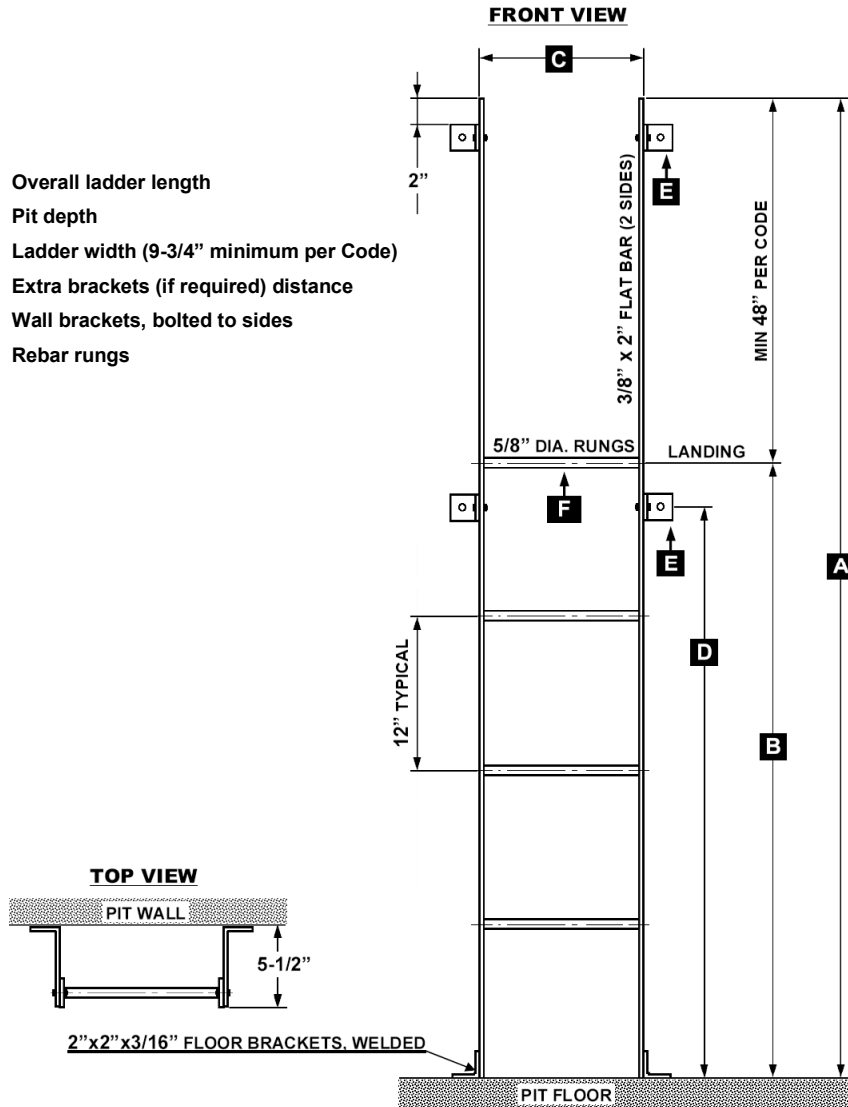 FRONT VIEW
C
2”
E
Overall ladder length
Pit depth
Ladder width (9-3/4” minimum per Code)
Extra brackets (if required) distance
Wall brackets, bolted to sides
Rebar rungs
3/8” x 2” FLAT BAR (2 SIDES)
MIN 48” PER CODE
5/8” DIA. RUNGS
LANDING
F
E
A
D
12” TYPICAL
B
TOP VIEW
PIT WALL
5-1/2”
2”x2”x3/16” FLOOR BRACKETS, WELDED
PIT FLOOR